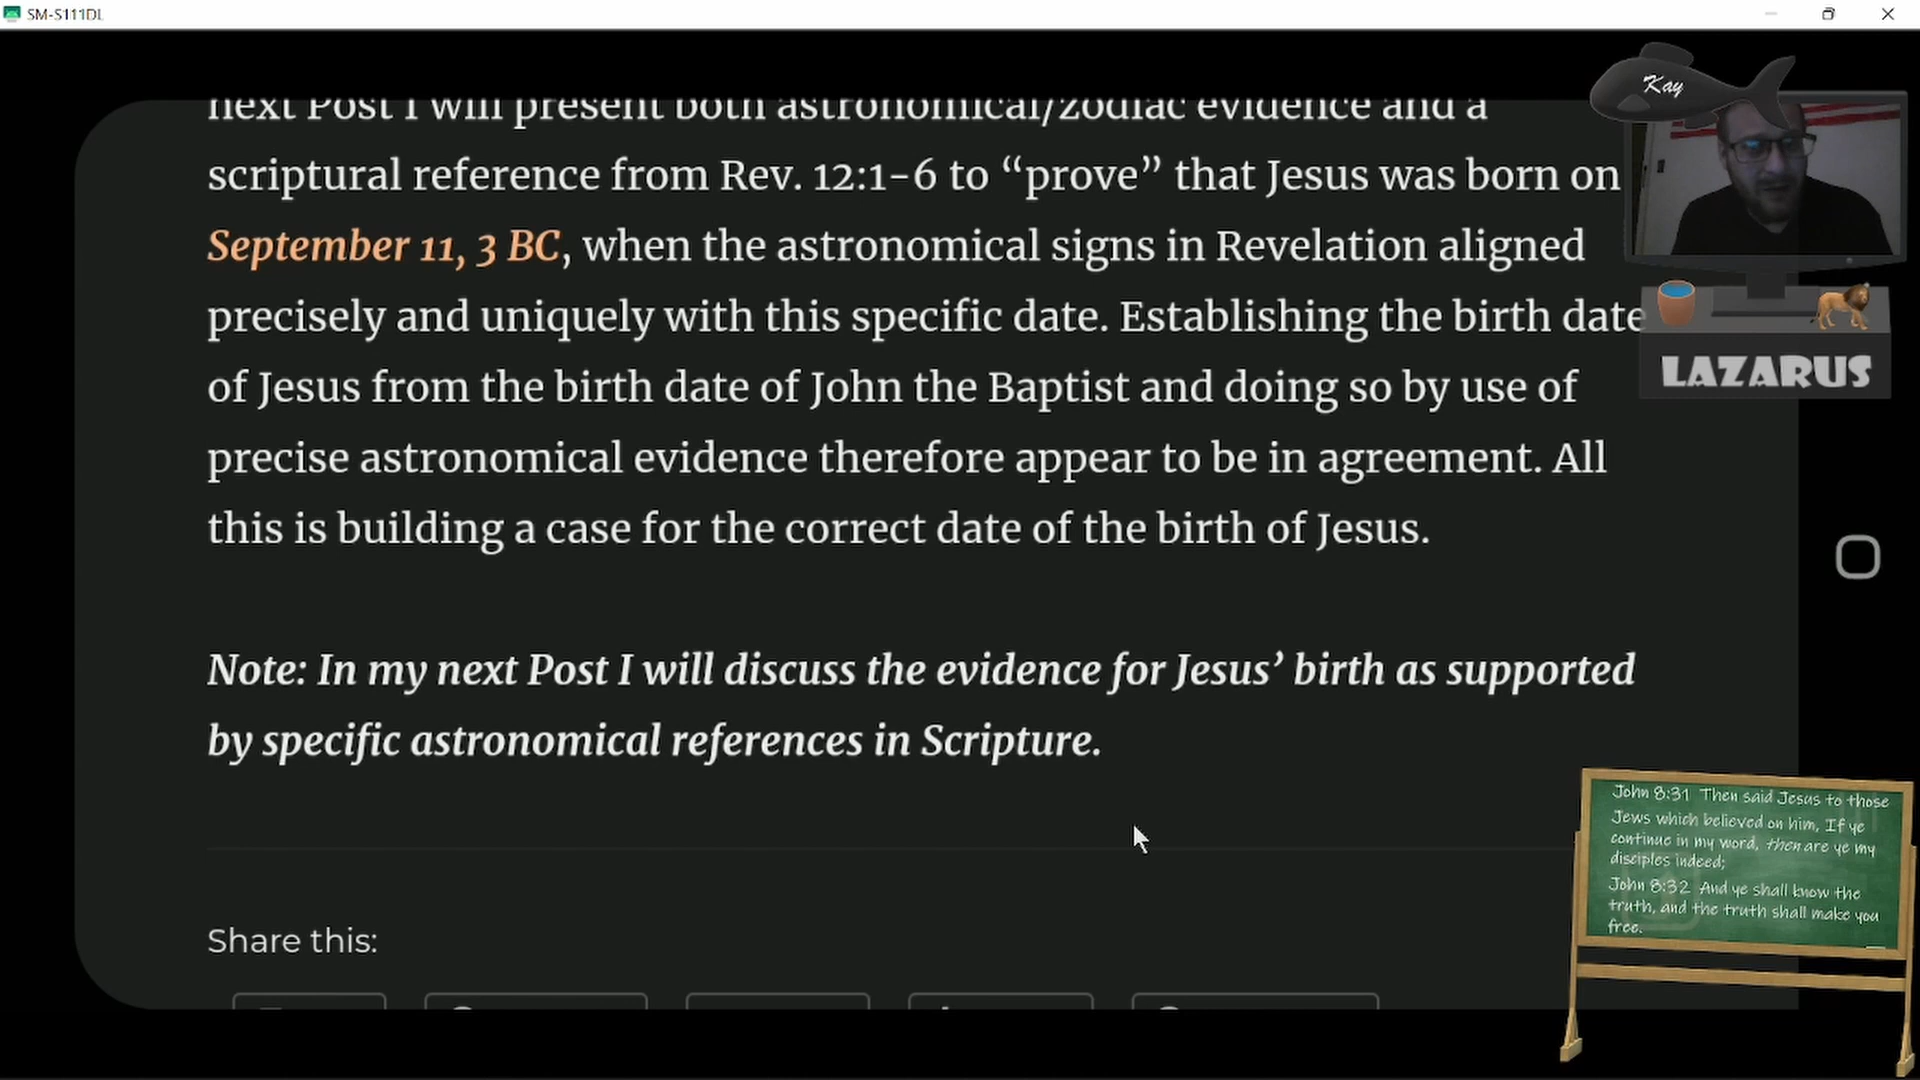 SM-S111DL
next Post I will present both astronomical/zodiac evidence and a
scriptural reference from Rev. 12:1-6 to “prove” that Jesus was born on
September 11, 3 BC, when the astronomical signs in Revelation aligned
precisely and uniquely with this specific date. Establishing the birth date
of Jesus from the birth date of John the Baptist and doing so by use of
precise astronomical evidence therefore appear to be in agreement. All
this is building a case for the correct date of the birth of Jesus.
Note: In my next Post I will discuss the evidence for Jesus’ birth as supported
by specific astronomical references in Scripture.
Share this:
Kay
LAZARUS
John 8:31 Then said Jesus to those
Jews which believed on him, If ye
continue in my word, then are ye my
disciples indeed;
John 8:32 And ye shall know the
truth, and the truth shall make you
free.